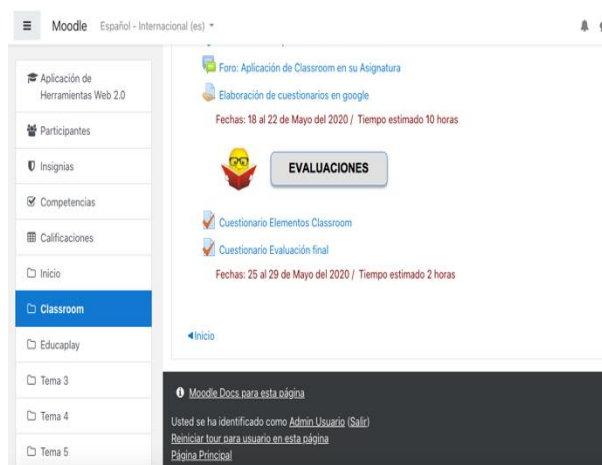 Moodle Español - Internacional (es)
Aplicación de
Herramientas Web 2.0
Participantes
Insignias
Competencias
Calificaciones
Inicio
Classroom
Educaplay
Tema 3
Tema 4
Tema 5
Foro: Aplicación de Classroom en su Asignatura
Elaboración de cuestionarios en google
Fechas: 18 al 22 de Mayo del 2020 / Tiempo estimado 10 horas
EVALUACIONES
Cuestionario Elementos Classroom
Cuestionario Evaluación final
Fechas: 25 al 29 de Mayo del 2020 / Tiempo estimado 2 horas
◄Inicio
Moodle Docs para esta página
Usted se ha identificado como Admin Usuario (Salir)
Reiniciar tour para usuario en esta página
Página Principal